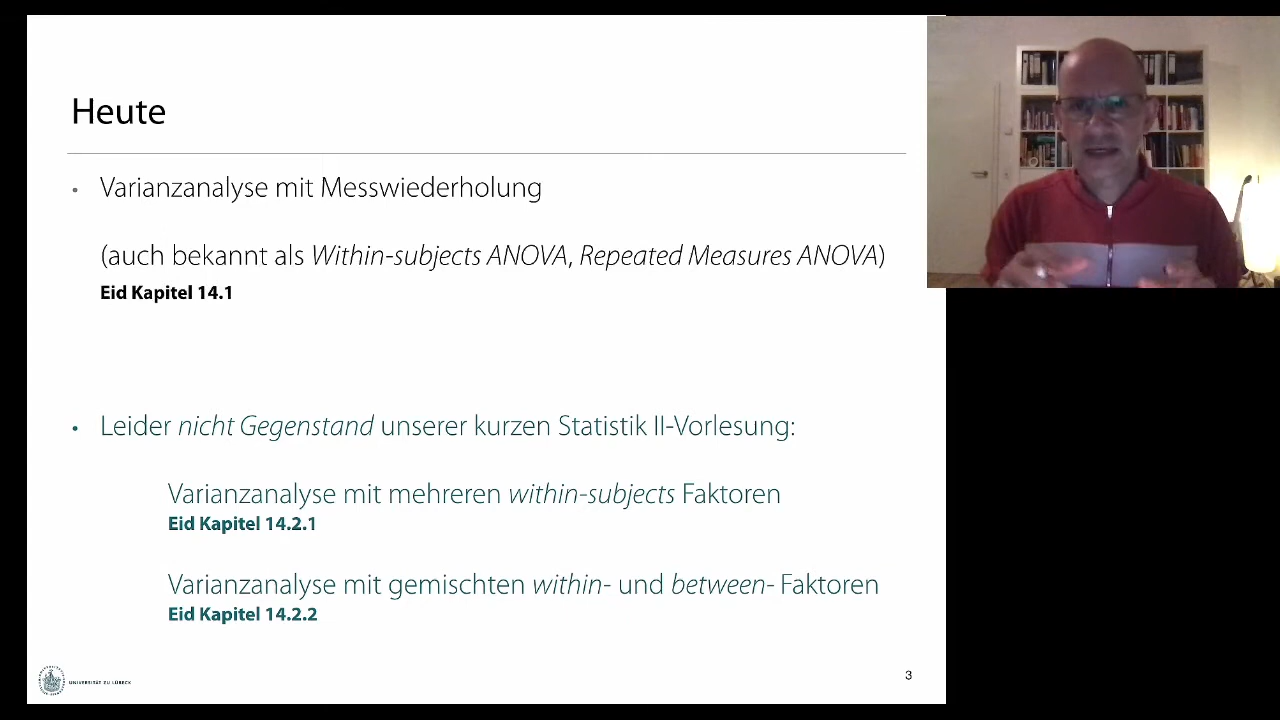 Heute
• Varianzanalyse mit Messwiederholung
(auch bekannt als Within-subjects ANOVA, Repeated Measures ANOVA)
Eid Kapitel 14.1
• Leider nicht Gegenstand unserer kurzen Statistik II-Vorlesung:
Varianzanalyse mit mehreren within-subjects Faktoren
Eid Kapitel 14.2.1
Varianzanalyse mit gemischten within- und between- Faktoren
Eid Kapitel 14.2.2
UNIVERSITÄT ZU LÜBECK
3